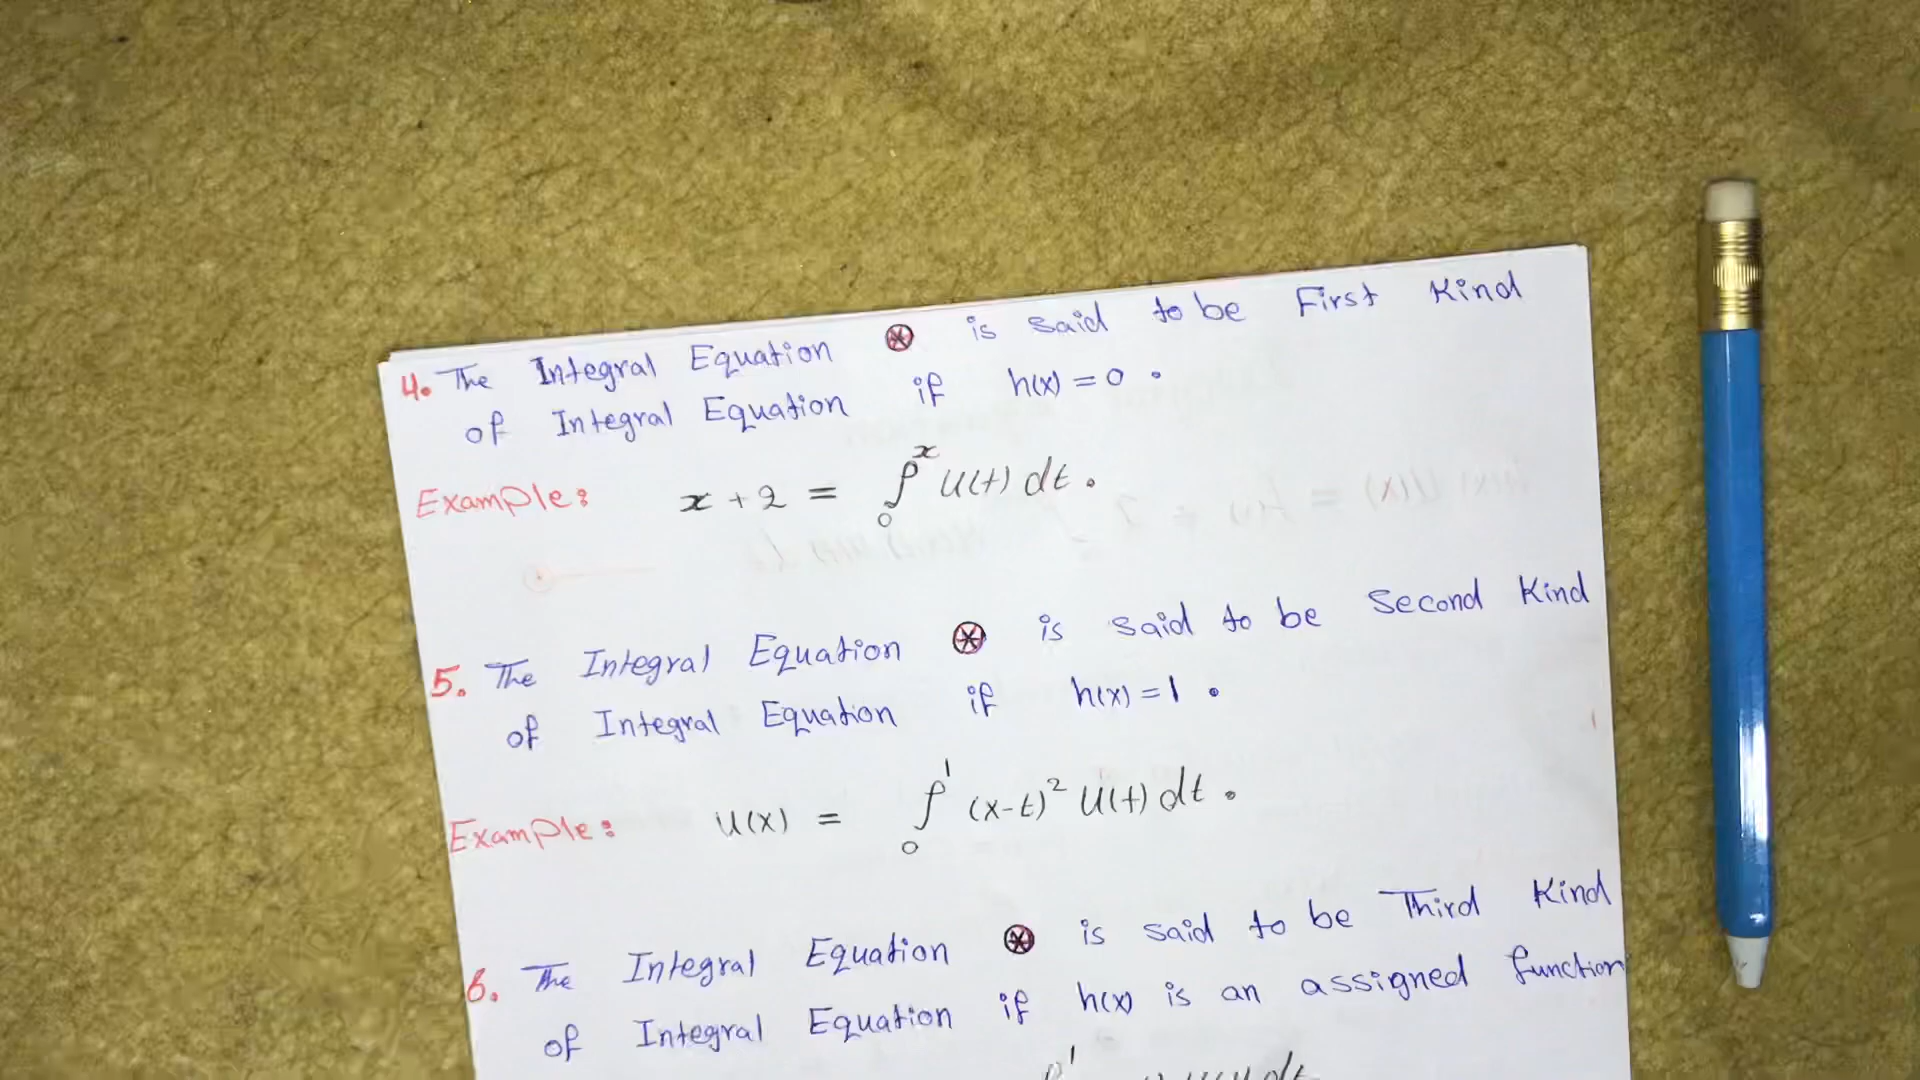 4. The Integral Equation ⊛ is said to be First Kind
of Integral Equation if h(x) = 0 .
Example: x + 2 = ∫₀ˣ u(t) dt .
5. The Integral Equation ⊛ is said to be Second Kind
of Integral Equation if h(x) = 1 .
Example: u(x) = ∫₀¹ (x-t)² u(t) dt .
6. The Integral Equation ⊛ is said to be Third Kind
of Integral Equation if h(x) is an assigned function